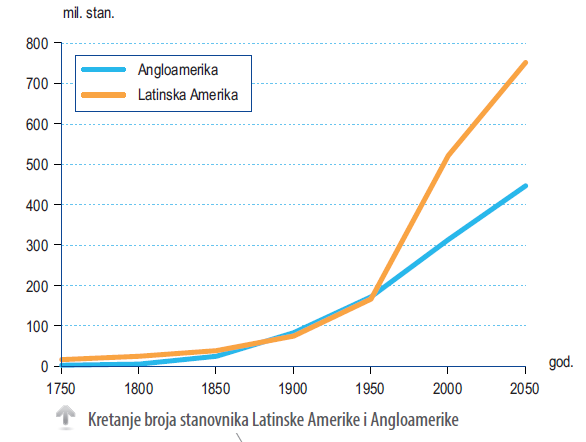 mil. stan.
800
700
600
500
400
300
200
100
0
Angloamerika
Latinska Amerika
1750 1800 1850 1900 1950 2000 2050
god.
Kretanje broja stanovnika Latinske Amerike i Angloamerike